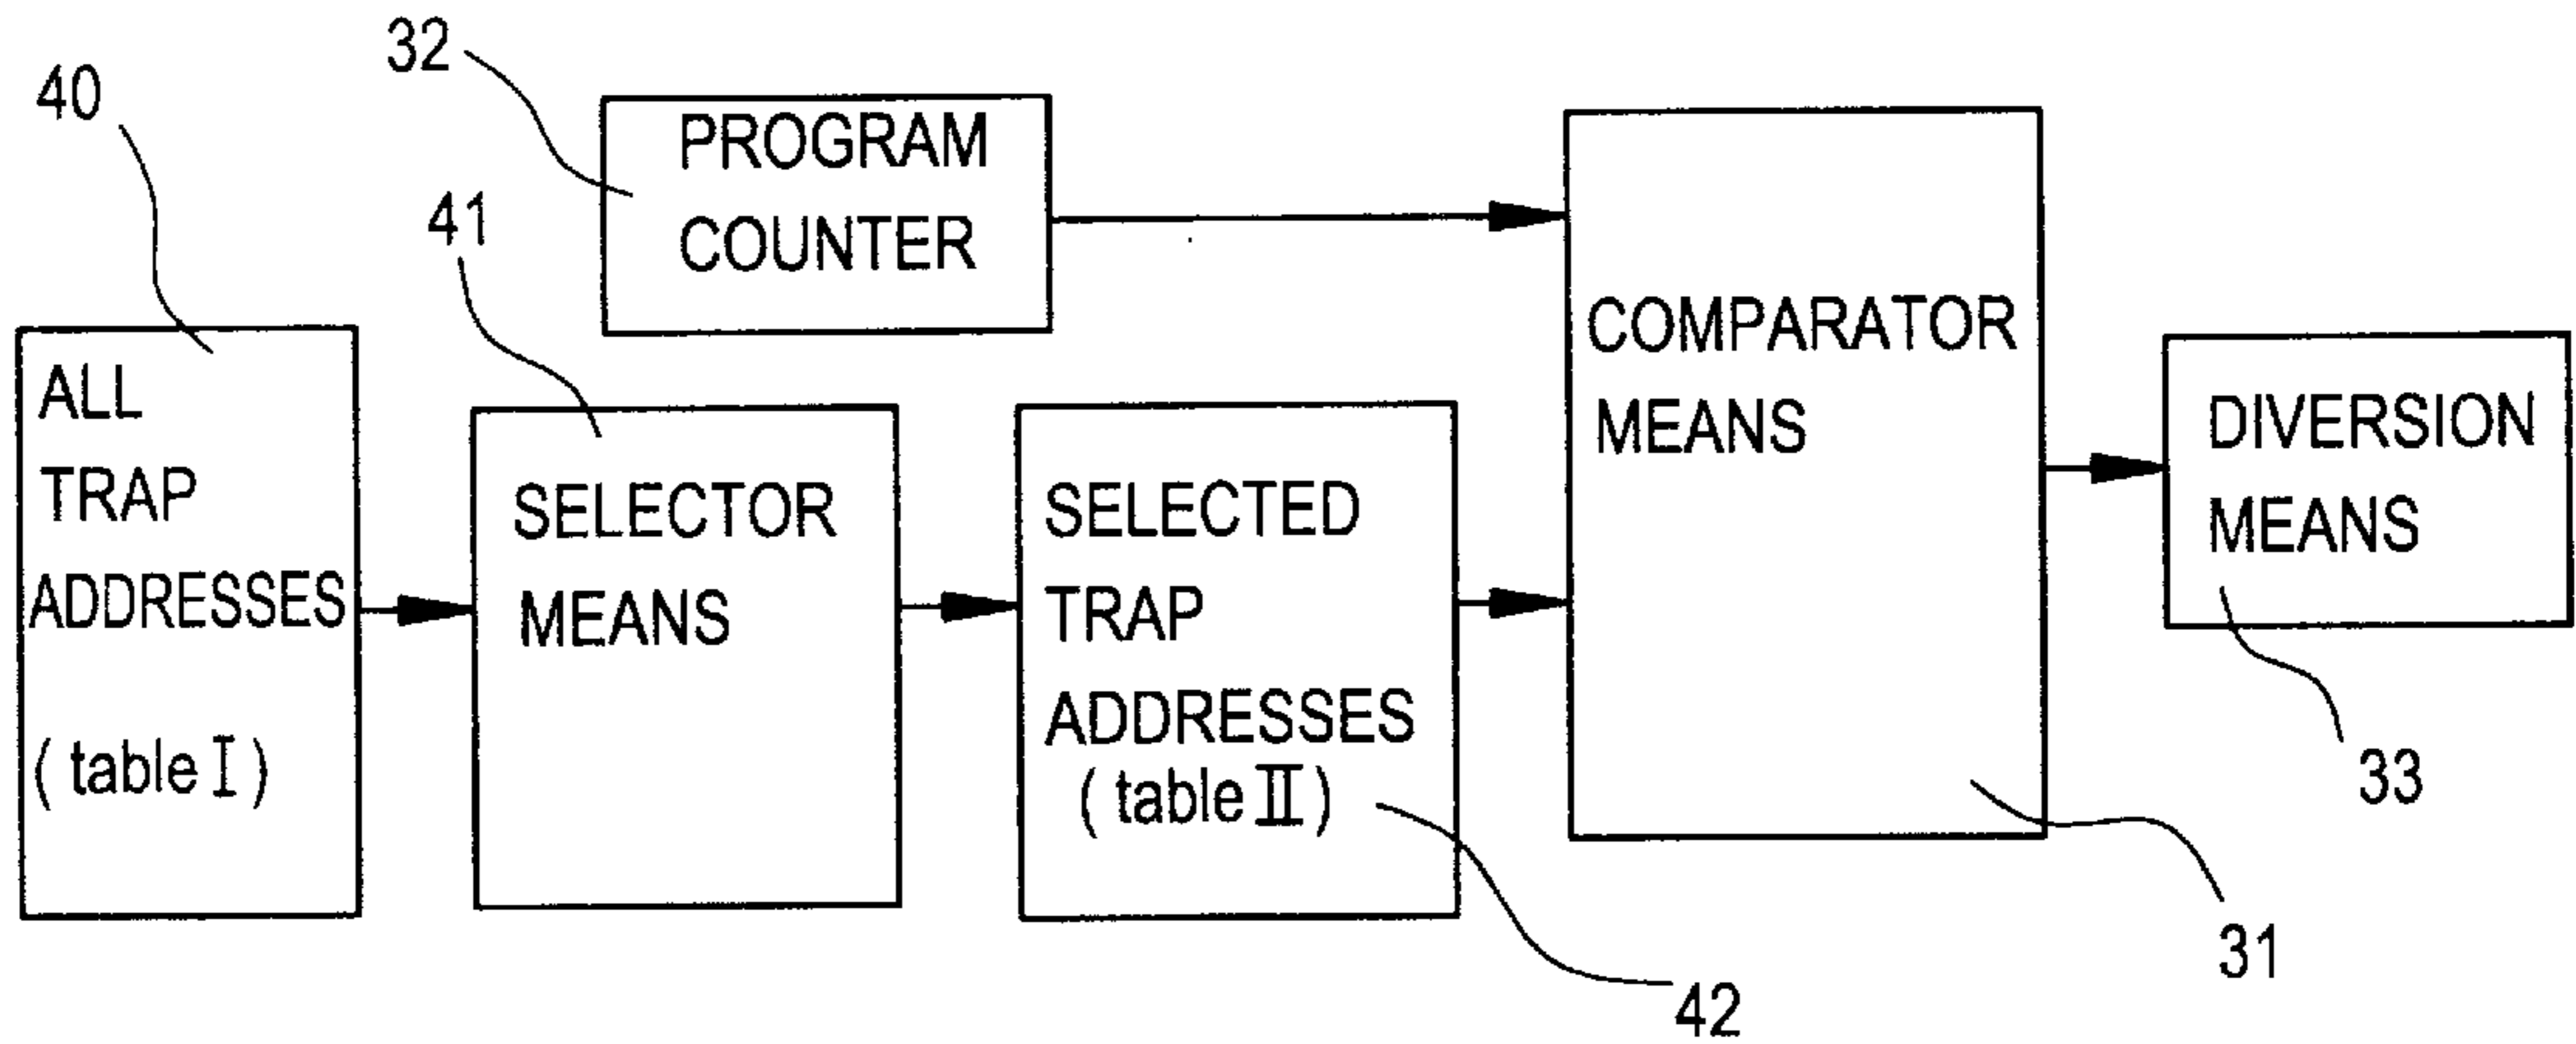 32
40
PROGRAM
COUNTER
41
ALL
TRAP
ADDRESSES
(table I)
SELECTOR
MEANS
SELECTED
TRAP
ADDRESSES
(table II)
COMPARATOR
MEANS
DIVERSION
MEANS
33
31
42